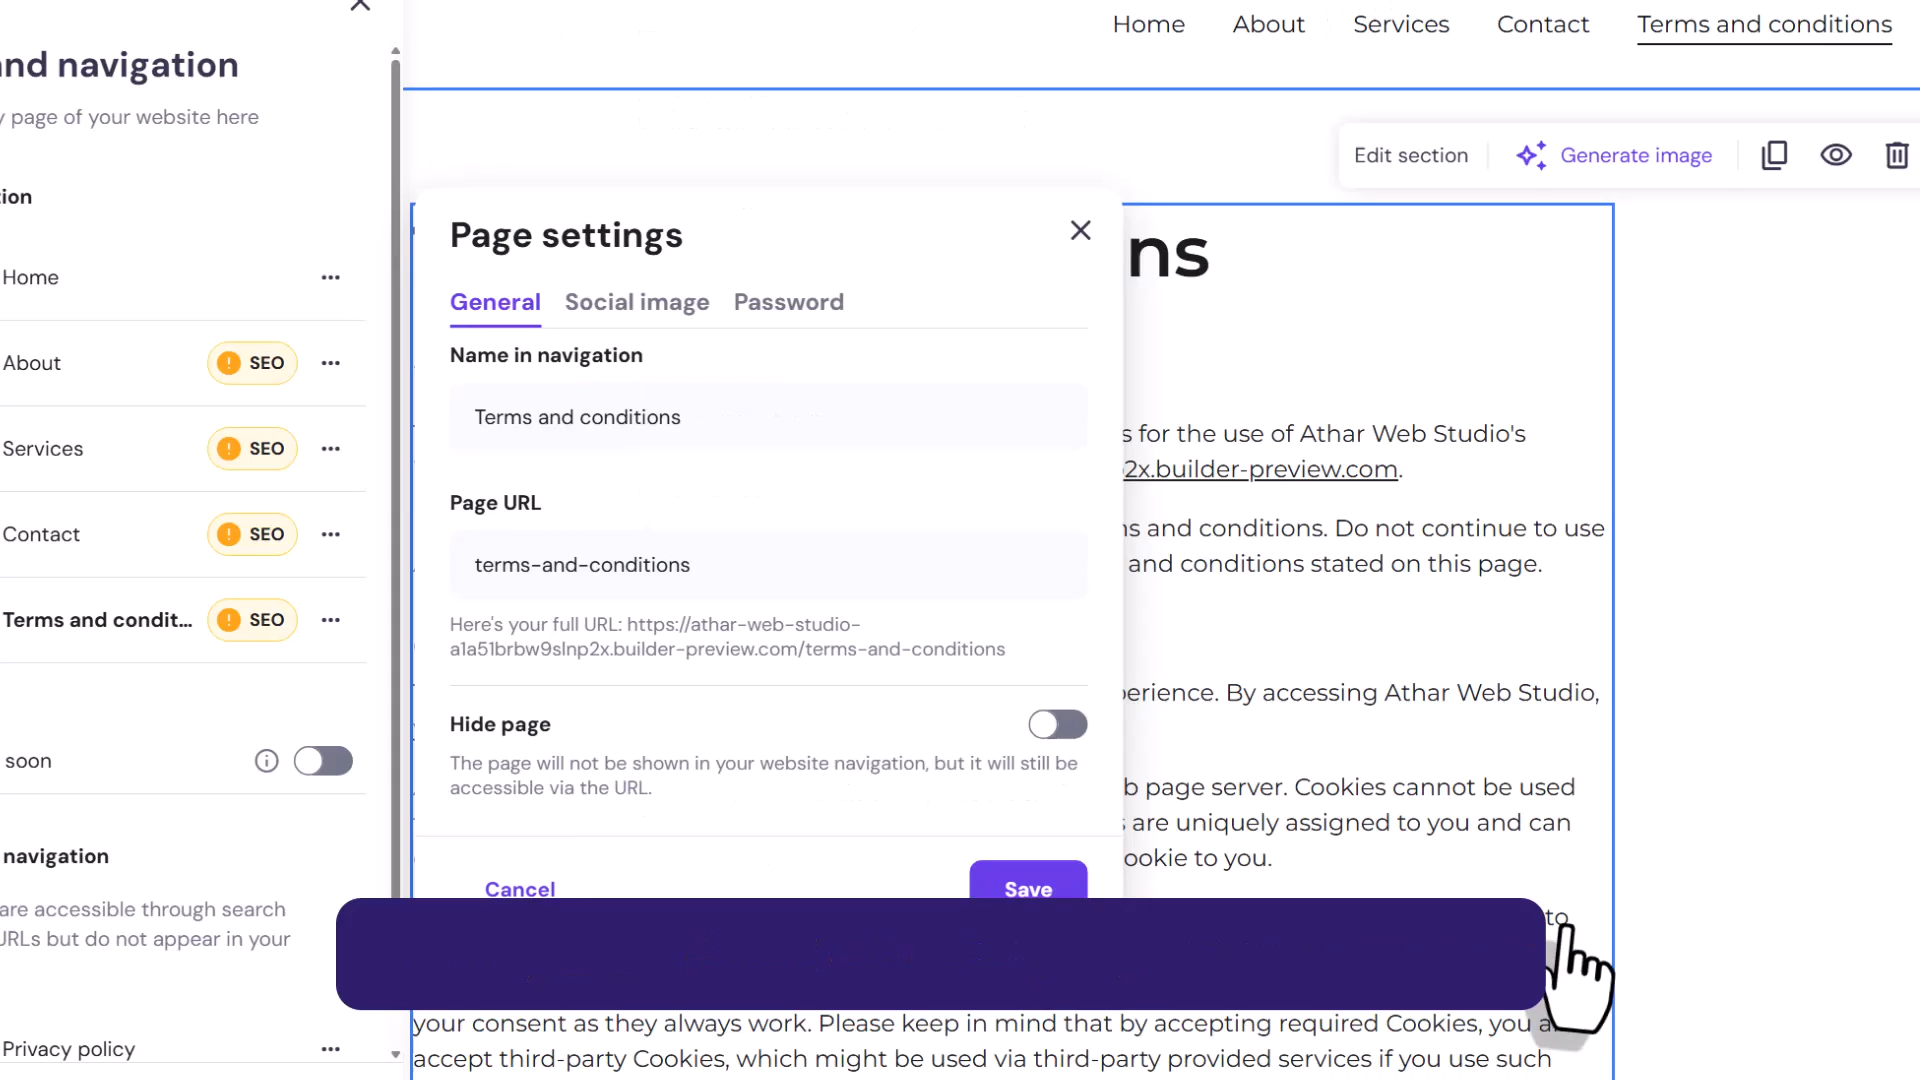 Home About Services Contact Terms and conditions
nd navigation
page of your website here
Edit section Generate image
tion
Page settings
ns
General Social image Password
Home
Name in navigation
About SEO
Terms and conditions
s for the use of Athar Web Studio's
Services SEO
2x.builder-preview.com.
Page URL
Contact SEO
ns and conditions. Do not continue to use
terms-and-conditions
and conditions stated on this page.
Terms and condit... SEO
Here's your full URL: https://athar-web-studio-
a1a51brbw9slnp2x.builder-preview.com/terms-and-conditions
perience. By accessing Athar Web Studio,
Hide page
soon
The page will not be shown in your website navigation, but it will still be
accessible via the URL.
b page server. Cookies cannot be used
s are uniquely assigned to you and can
navigation
ookie to you.
Cancel Save
are accessible through search
to
URLs but do not appear in your
your consent as they always work. Please keep in mind that by accepting required Cookies, you
Privacy policy
accept third-party Cookies, which might be used via third-party provided services if you use such